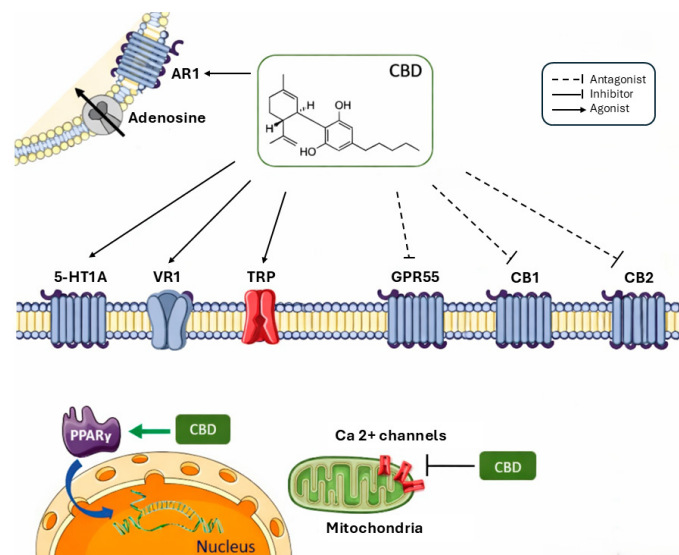 CBD
AR1
Adenosine
H
H
OH
HO
Antagonist
Inhibitor
Agonist
5-HT1A
VR1
TRP
GPR55
CB1
CB2
PPARγ
CBD
Ca 2+ channels
CBD
Mitochondria
Nucleus